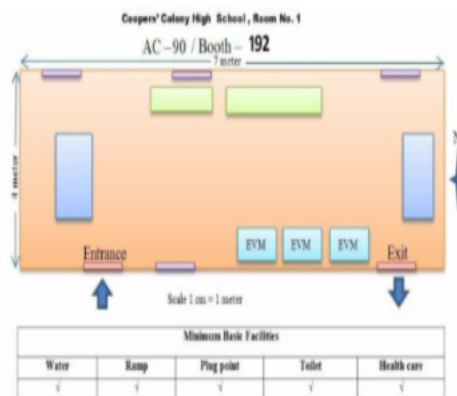 Coopers' Colony High School , Room No. 1
AC – 90 / Booth – 192
7 meter
4 meter
EVM EVM EVM
Entrance Exit
Scale 1 cm = 1 meter
Minimum Basic Facilities
Water Ramp Plug point Toilet Health care
√ √ √ √ √